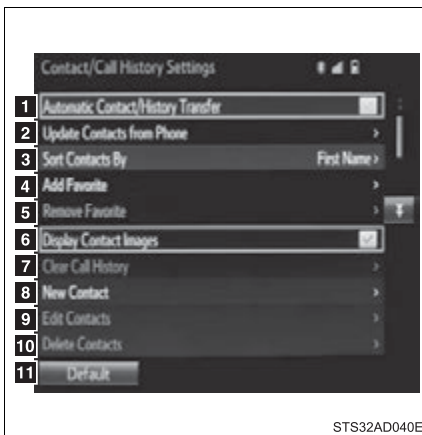 Contact/Call History Settings
1 Automatic Contact/History Transfer
2 Update Contacts from Phone
3 Sort Contacts By First Name
4 Add Favorite
5 Remove Favorite
6 Display Contact Images
7 Clear Call History
8 New Contact
9 Edit Contacts
10 Delete Contacts
11 Default
STS32AD040E